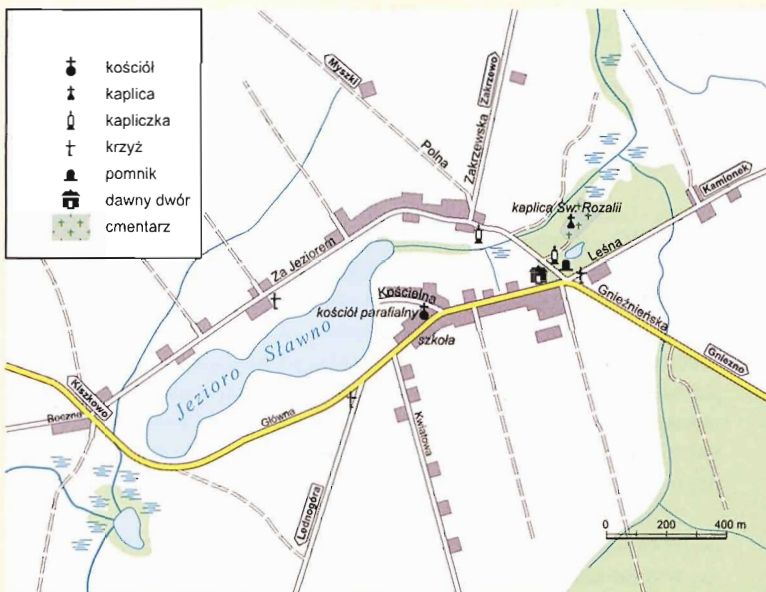 kościół
kaplica
kapliczka
krzyż
pomnik
dawny dwór
cmentarz
Myszki
Zakrzewo
Polna
Zakrzewska
Kamionek
kaplica Św. Rozalii
Leśna
Za Jeziorem
Kościelna
kościół parafialny
Gnieźnieńska
szkoła
Jezioro Sławno
Gniezno
Kiszkowo
Boczna
Główna
Kwiatowa
Lednogóra
0 200 400 m